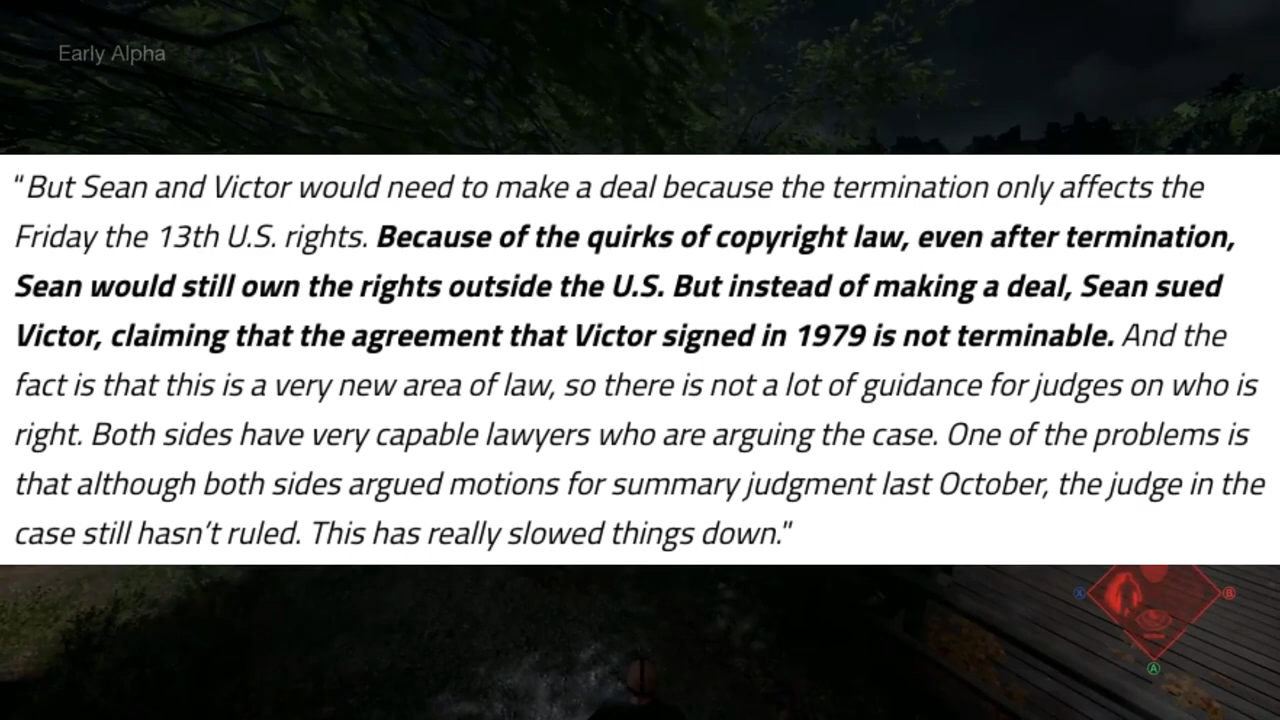 Early Alpha
“But Sean and Victor would need to make a deal because the termination only affects the
Friday the 13th U.S. rights. Because of the quirks of copyright law, even after termination,
Sean would still own the rights outside the U.S. But instead of making a deal, Sean sued
Victor, claiming that the agreement that Victor signed in 1979 is not terminable. And the
fact is that this is a very new area of law, so there is not a lot of guidance for judges on who is
right. Both sides have very capable lawyers who are arguing the case. One of the problems is
that although both sides argued motions for summary judgment last October, the judge in the
case still hasn’t ruled. This has really slowed things down.”
X B
A